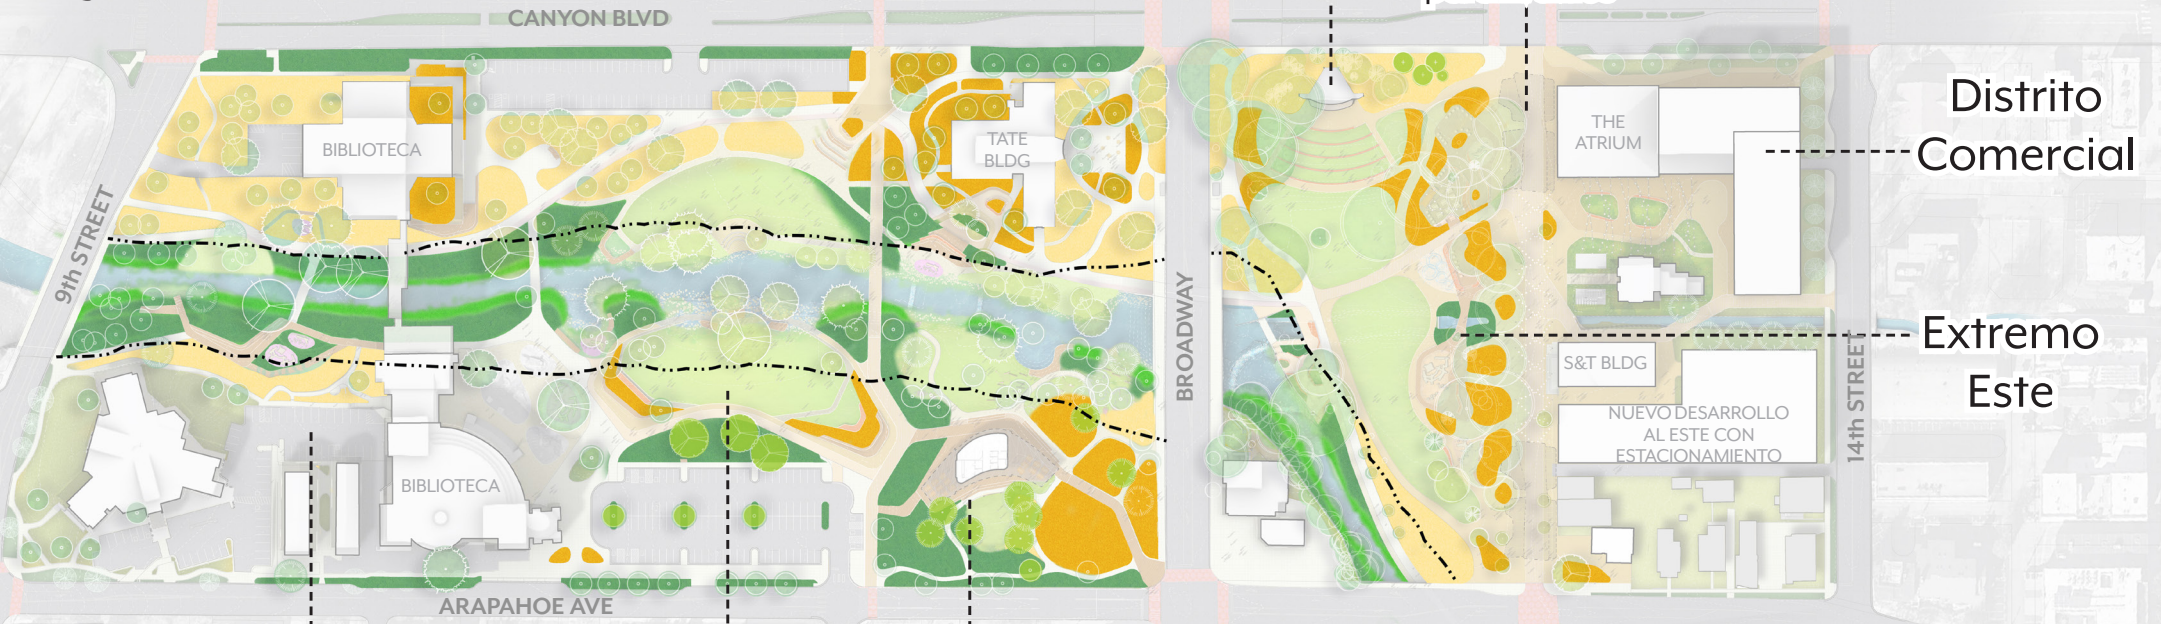 CANYON BLVD
BIBLIOTECA
TATE
BLDG
THE
ATRIUM
Distrito
Comercial
9th STREET
BROADWAY
Extremo
Este
S&T BLDG
NUEVO DESARROLLO
AL ESTE CON
ESTACIONAMIENTO
14th STREET
BIBLIOTECA
ARAPAHOE AVE